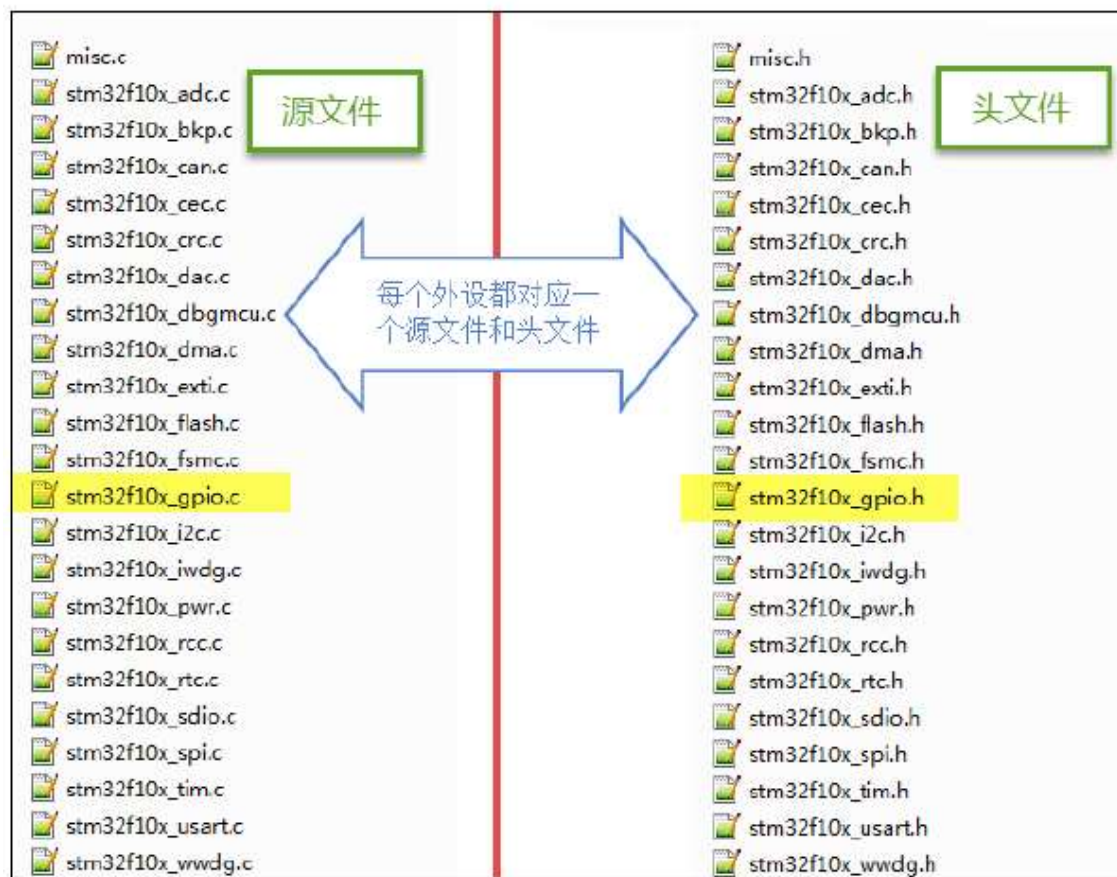 misc.c
stm32f10x_adc.c
stm32f10x_bkp.c
stm32f10x_can.c
stm32f10x_cec.c
stm32f10x_crc.c
stm32f10x_dac.c
stm32f10x_dbgmcu.c
stm32f10x_dma.c
stm32f10x_exti.c
stm32f10x_flash.c
stm32f10x_fsmc.c
stm32f10x_gpio.c
stm32f10x_i2c.c
stm32f10x_iwdg.c
stm32f10x_pwr.c
stm32f10x_rcc.c
stm32f10x_rtc.c
stm32f10x_sdio.c
stm32f10x_spi.c
stm32f10x_tim.c
stm32f10x_usart.c
stm32f10x_wwdg.c
源文件
每个外设都对应一
个源文件和头文件
misc.h
stm32f10x_adc.h
stm32f10x_bkp.h
stm32f10x_can.h
stm32f10x_cec.h
stm32f10x_crc.h
stm32f10x_dac.h
stm32f10x_dbgmcu.h
stm32f10x_dma.h
stm32f10x_exti.h
stm32f10x_flash.h
stm32f10x_fsmc.h
stm32f10x_gpio.h
stm32f10x_i2c.h
stm32f10x_iwdg.h
stm32f10x_pwr.h
stm32f10x_rcc.h
stm32f10x_rtc.h
stm32f10x_sdio.h
stm32f10x_spi.h
stm32f10x_tim.h
stm32f10x_usart.h
stm32f10x_wwdg.h
头文件